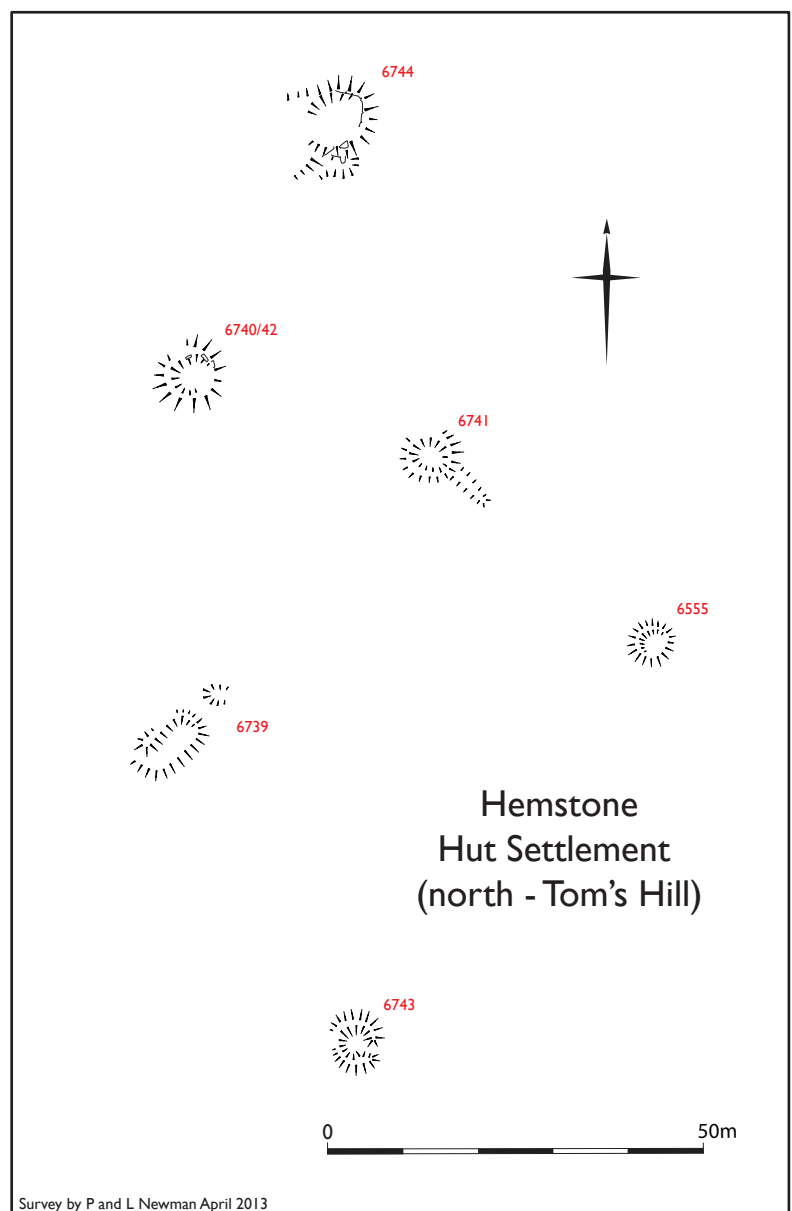 6744
6740/42
6741
6555
6739
Hemstone
Hut Settlement
(north - Tom's Hill)
6743
0 50m
Survey by P and L Newman April 2013